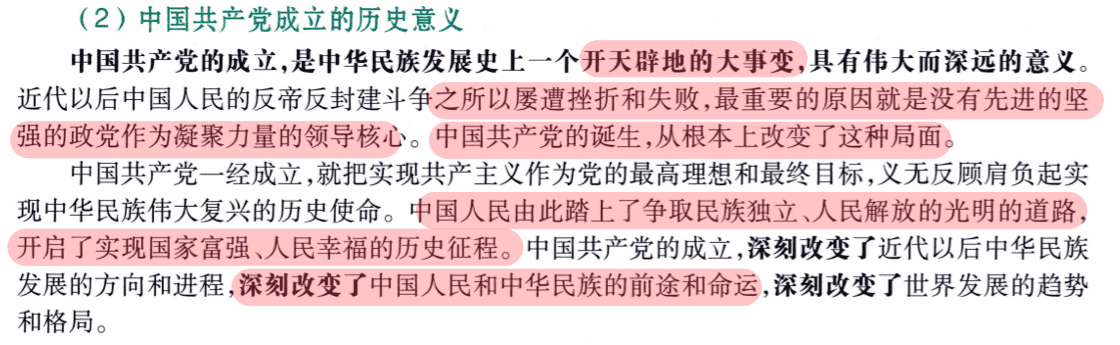 （2）中国共产党成立的历史意义
中国共产党的成立，是中华民族发展史上一个开天辟地的大事变，具有伟大而深远的意义。
近代以后中国人民的反帝反封建斗争之所以屡遭挫折和失败，最重要的原因就是没有先进的坚
强的政党作为凝聚力量的领导核心。中国共产党的诞生，从根本上改变了这种局面。
中国共产党一经成立，就把实现共产主义作为党的最高理想和最终目标，义无反顾肩负起实
现中华民族伟大复兴的历史使命。中国人民由此踏上了争取民族独立、人民解放的光明的道路，
开启了实现国家富强、人民幸福的历史征程。中国共产党的成立，深刻改变了近代以后中华民族
发展的方向和进程，深刻改变了中国人民和中华民族的前途和命运，深刻改变了世界发展的趋势
和格局。